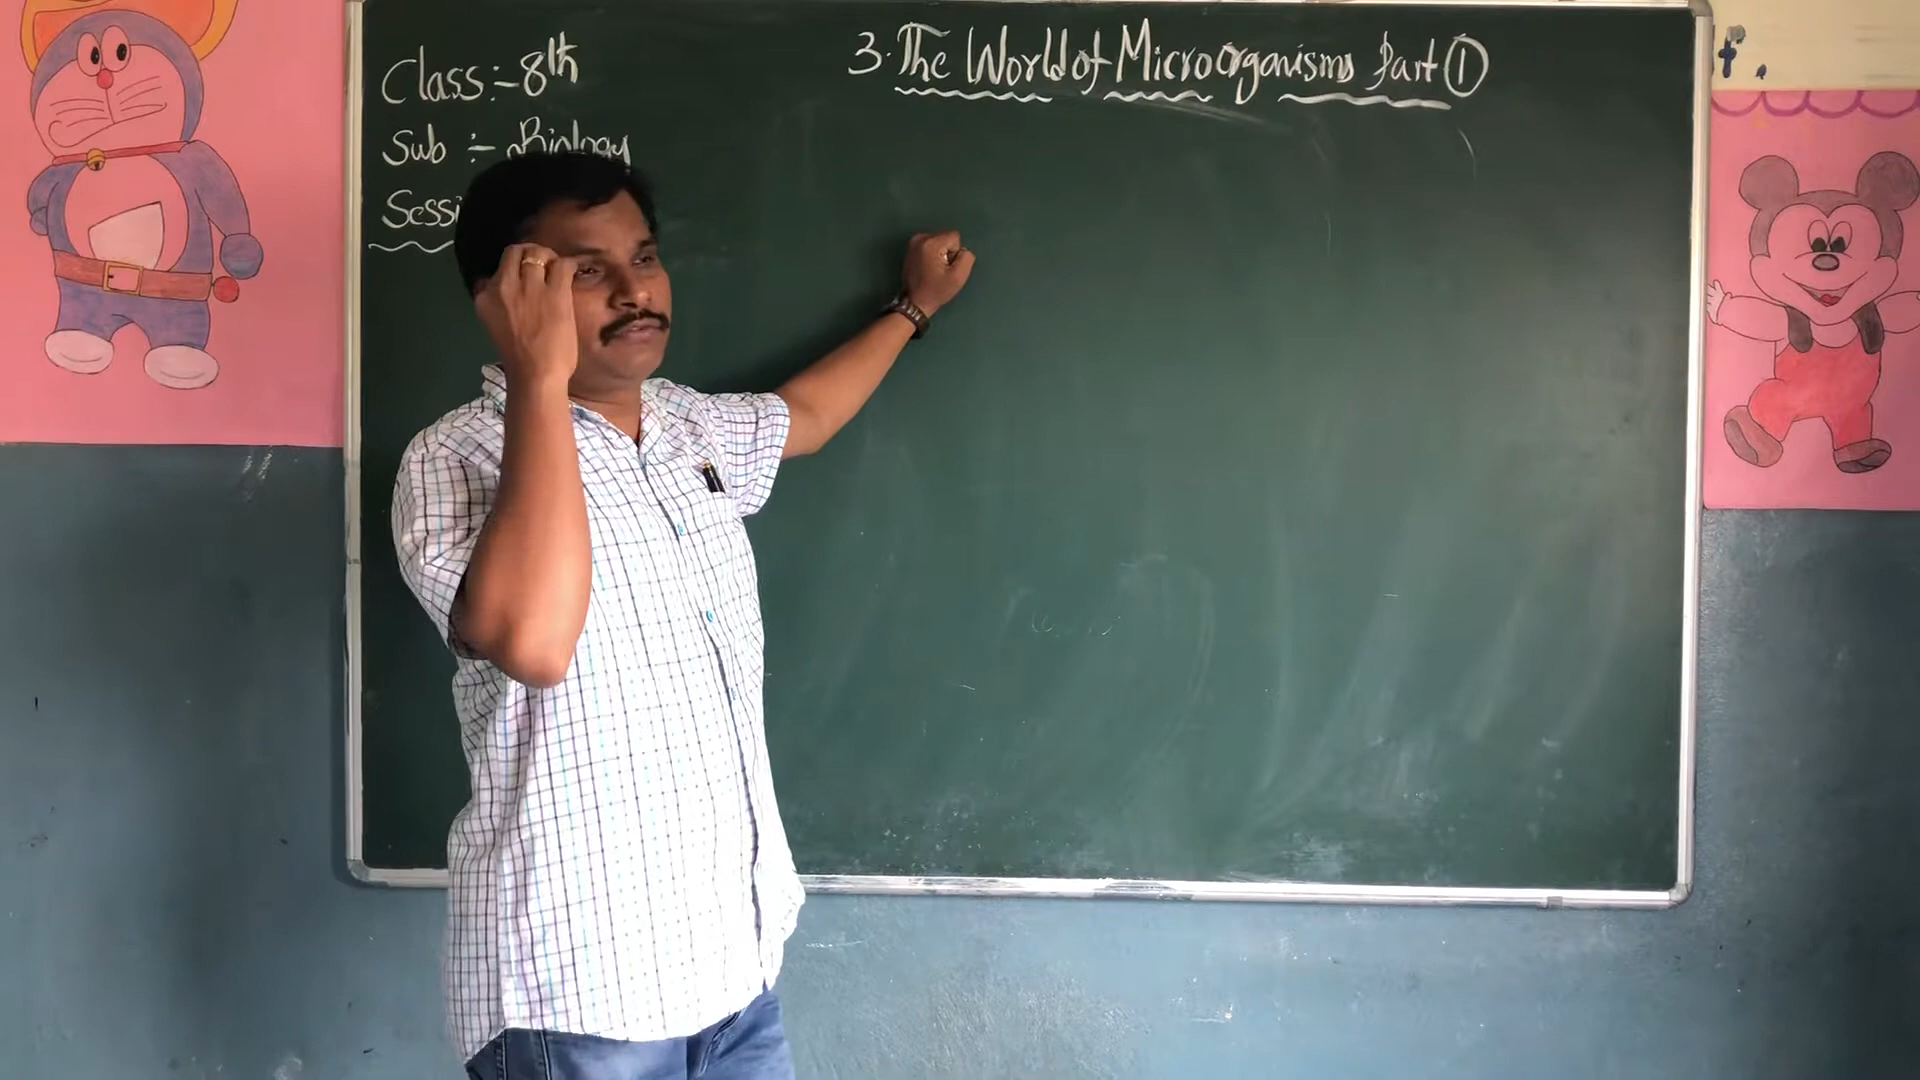 Class:-8th
3. The World of Microorganisms Part ①
Sub :- Biology
Sessi